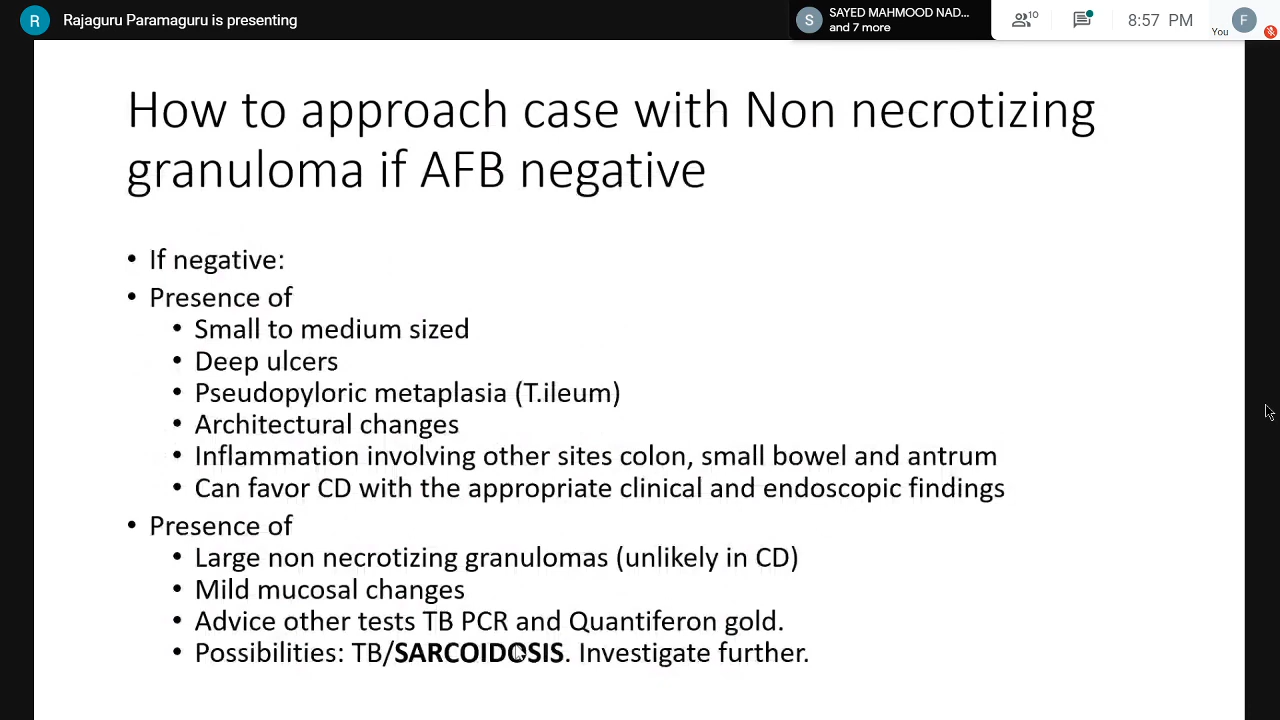 R Rajaguru Paramaguru is presenting
S SAYED MAHMOOD NAD...
and 7 more
10
8:57 PM
You
F
How to approach case with Non necrotizing
granuloma if AFB negative
• If negative:
• Presence of
• Small to medium sized
• Deep ulcers
• Pseudopyloric metaplasia (T.ileum)
• Architectural changes
• Inflammation involving other sites colon, small bowel and antrum
• Can favor CD with the appropriate clinical and endoscopic findings
• Presence of
• Large non necrotizing granulomas (unlikely in CD)
• Mild mucosal changes
• Advice other tests TB PCR and Quantiferon gold.
• Possibilities: TB/SARCOIDOSIS. Investigate further.